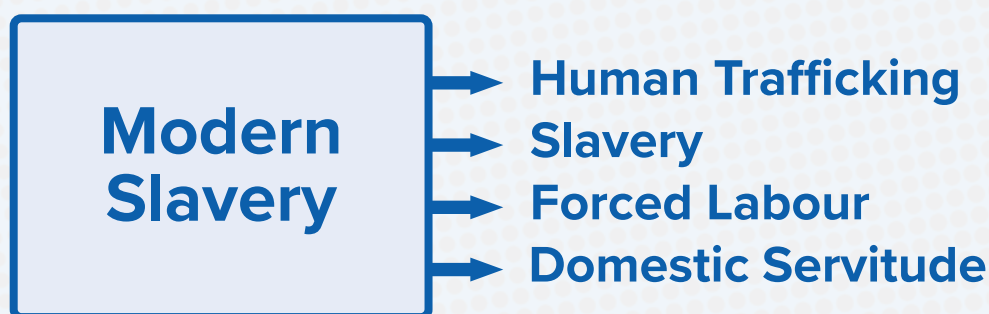 Modern
Slavery
Human Trafficking
Slavery
Forced Labour
Domestic Servitude